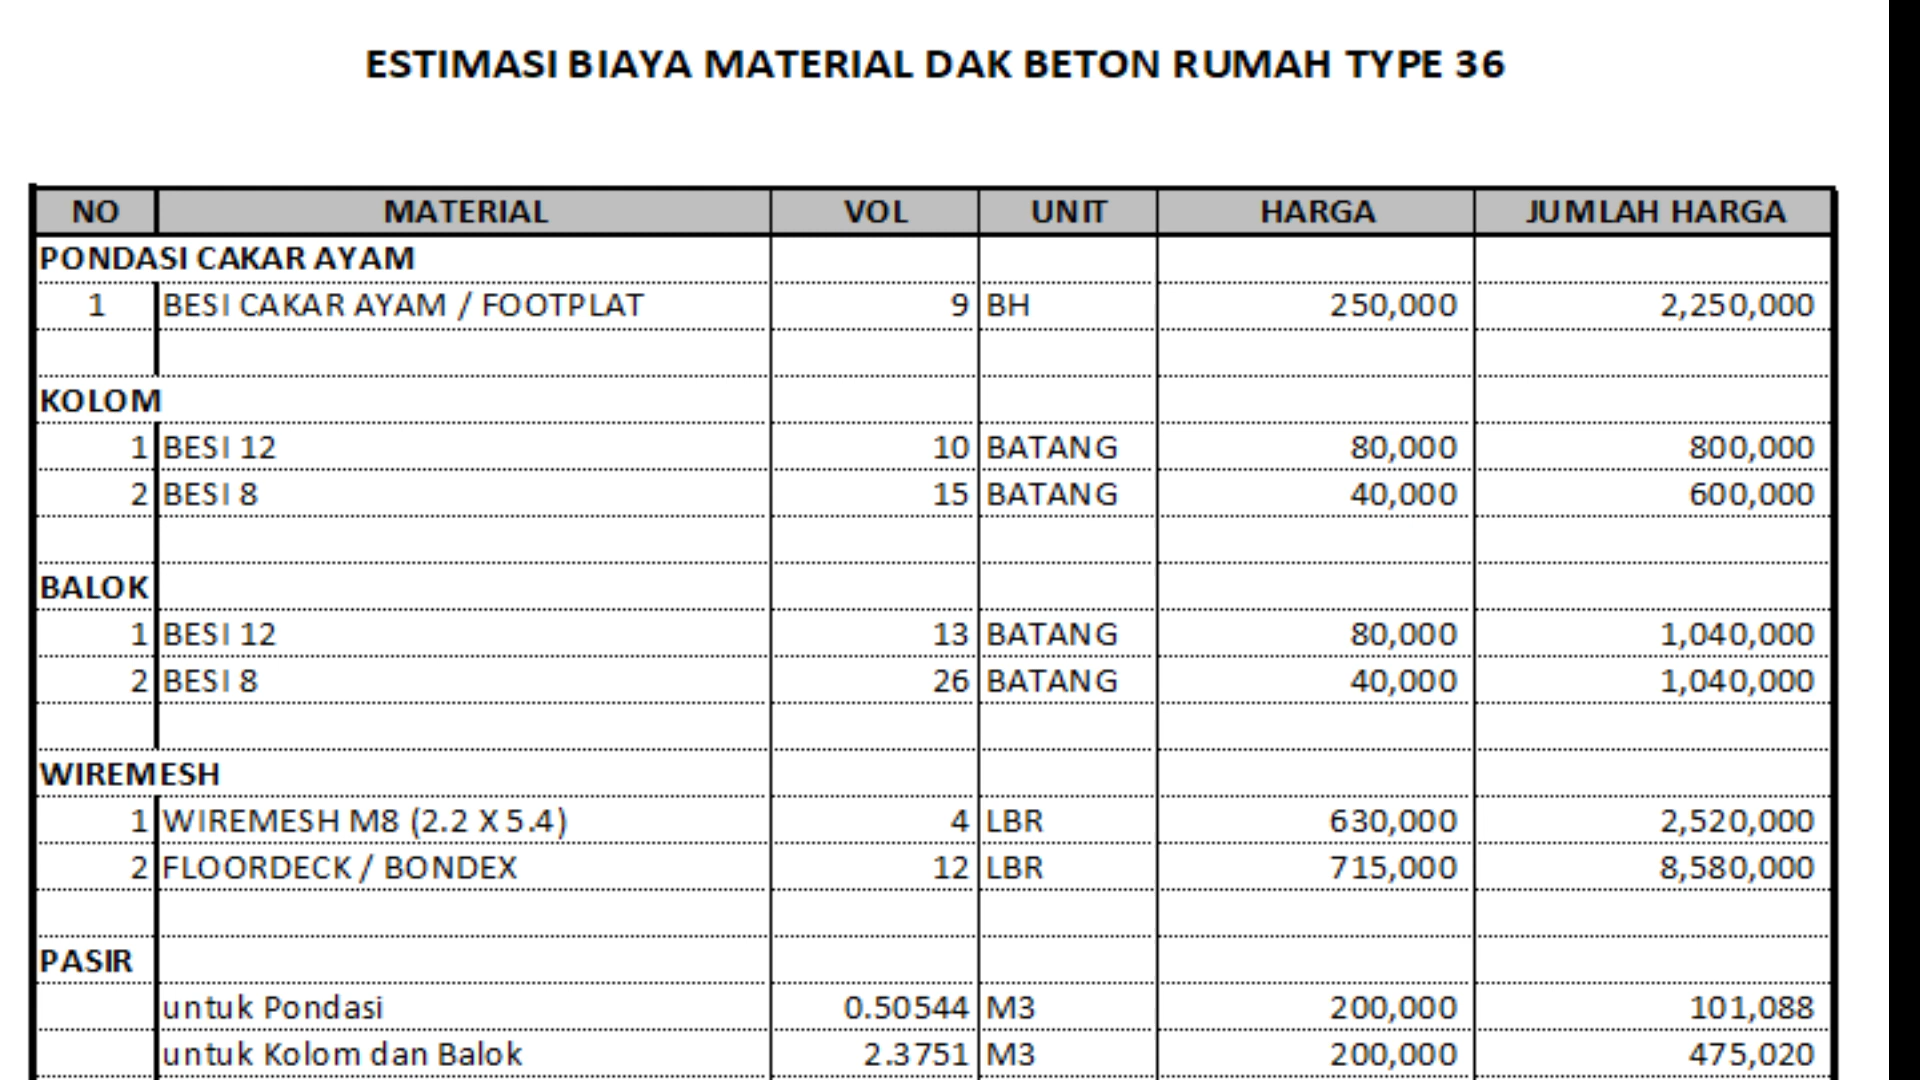 ESTIMASI BIAYA MATERIAL DAK BETON RUMAH TYPE 36
NO MATERIAL VOL UNIT HARGA JUMLAH HARGA
PONDASI CAKAR AYAM
1 BESI CAKAR AYAM / FOOTPLAT 9 BH 250,000 2,250,000
KOLOM
1 BESI 12 10 BATANG 80,000 800,000
2 BESI 8 15 BATANG 40,000 600,000
BALOK
1 BESI 12 13 BATANG 80,000 1,040,000
2 BESI 8 26 BATANG 40,000 1,040,000
WIREMESH
1 WIREMESH M8 (2.2 X 5.4) 4 LBR 630,000 2,520,000
2 FLOORDECK / BONDEX 12 LBR 715,000 8,580,000
PASIR
untuk Pondasi 0.50544 M3 200,000 101,088
untuk Kolom dan Balok 2.3751 M3 200,000 475,020